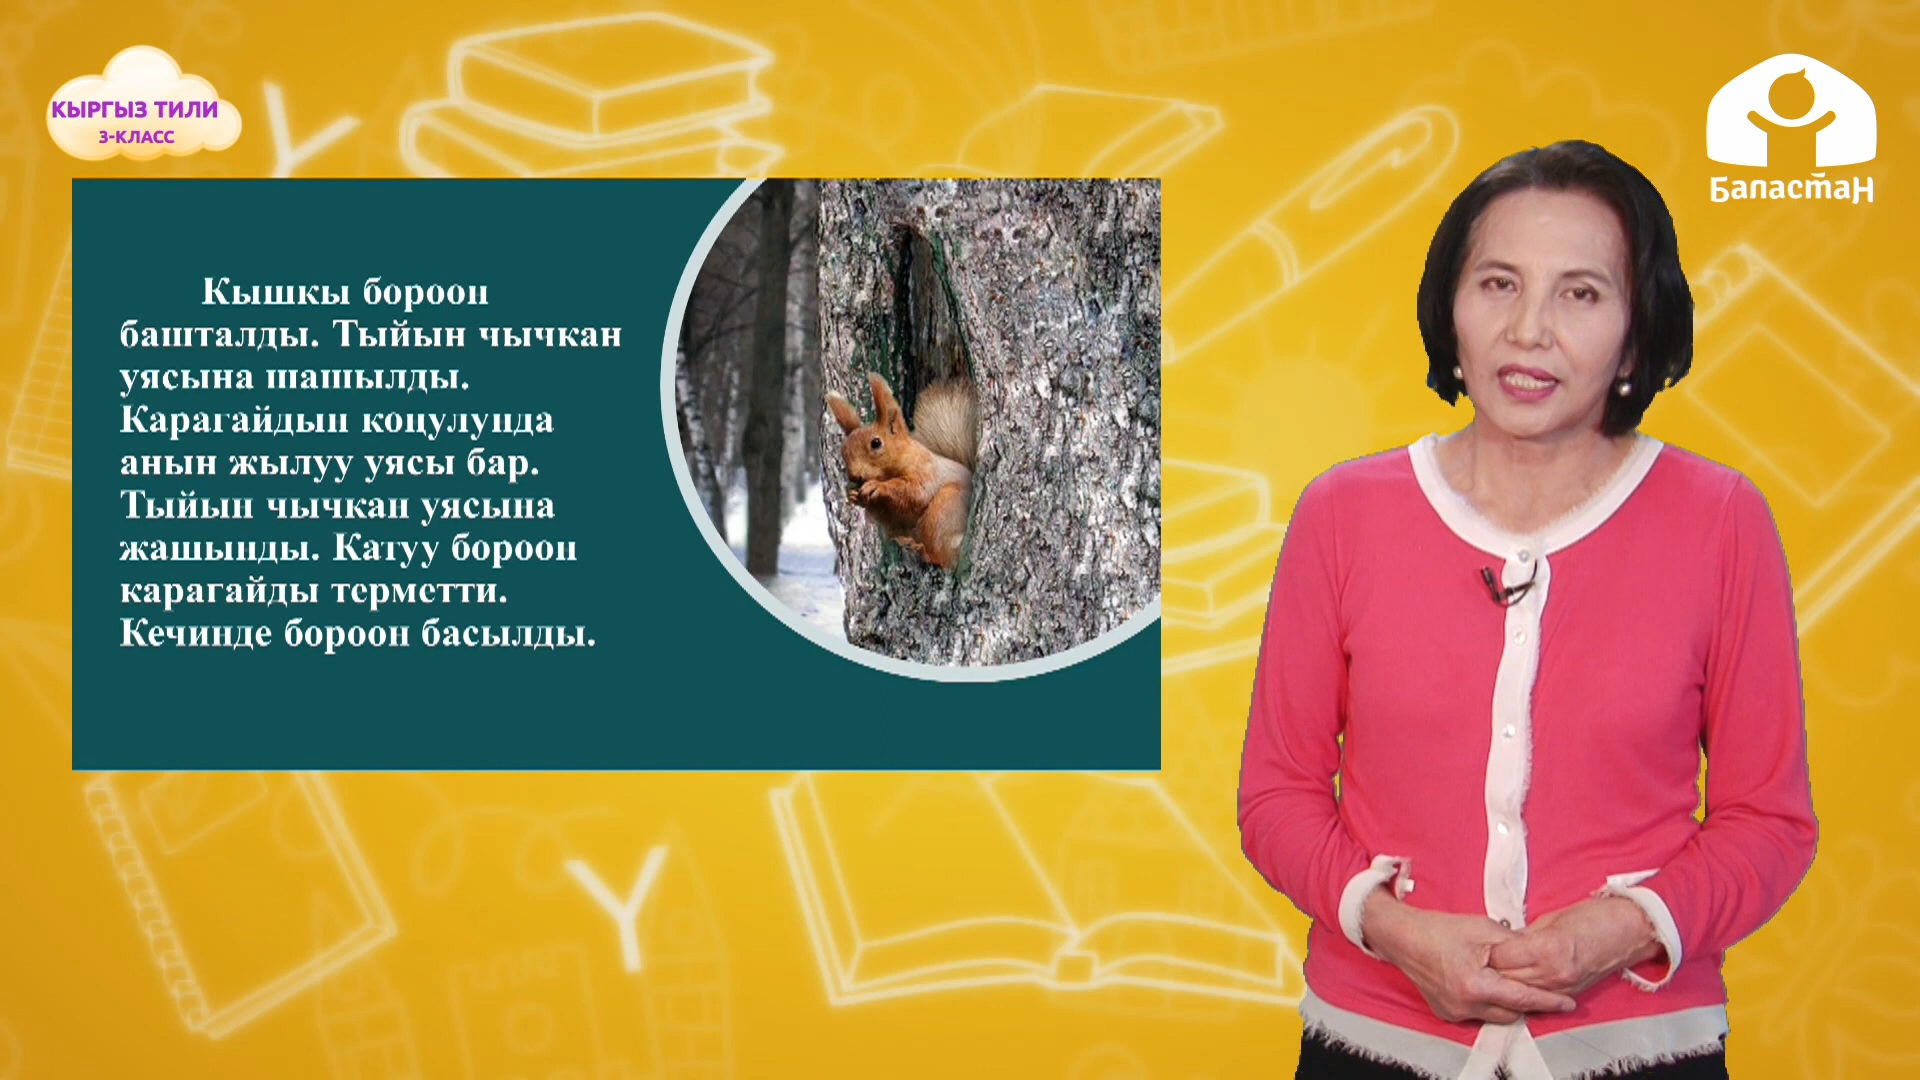 КЫРГЫЗ ТИЛИ
3-КЛАСС
Баластан
Кышкы бороон
башталды. Тыйын чычкан
уясына шашылды.
Карагайдын коңулунда
анын жылуу уясы бар.
Тыйын чычкан уясына
жашынды. Катуу бороон
карагайды терметти.
Кечинде бороон басылды.
Y
Y